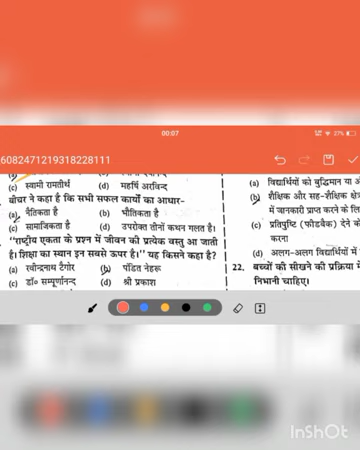 00:07
27%
6082471219318228111
(c) स्वामी रामतीर्थ (d) महर्षि अरविन्द
बीचर ने कहा है कि सभी सफल कार्यो का आधार-
(a) नैतिकता है (b) भौतिकता है
(c) सामाजिकता है (d) उपरोक्त तीनों कथन गलत है।
"राष्ट्रीय एकता के प्रश्न में जीवन की प्रत्येक वस्तु आ जाती
है। शिक्षा का स्थान इन सबसे ऊपर है।" यह किसने कहा है?
(a) रवीन्द्रनाथ टैगोर (b) पंडित नेहरू
(c) डॉ० सम्पूर्णानन्द (d) श्री प्रकाश
(a) विद्यार्थियों को बुद्धिमान या
(b) शैक्षिक और सह-शैक्षिक क्षेत्र
में जानकारी प्राप्त करने के
(c) प्रतिपुष्टि (फीडबैक) देने
करना
(d) अलग-अलग विद्यार्थियों में
22. बच्चों की सीखने की प्रक्रिया
निभानी चाहिए।
InShOt